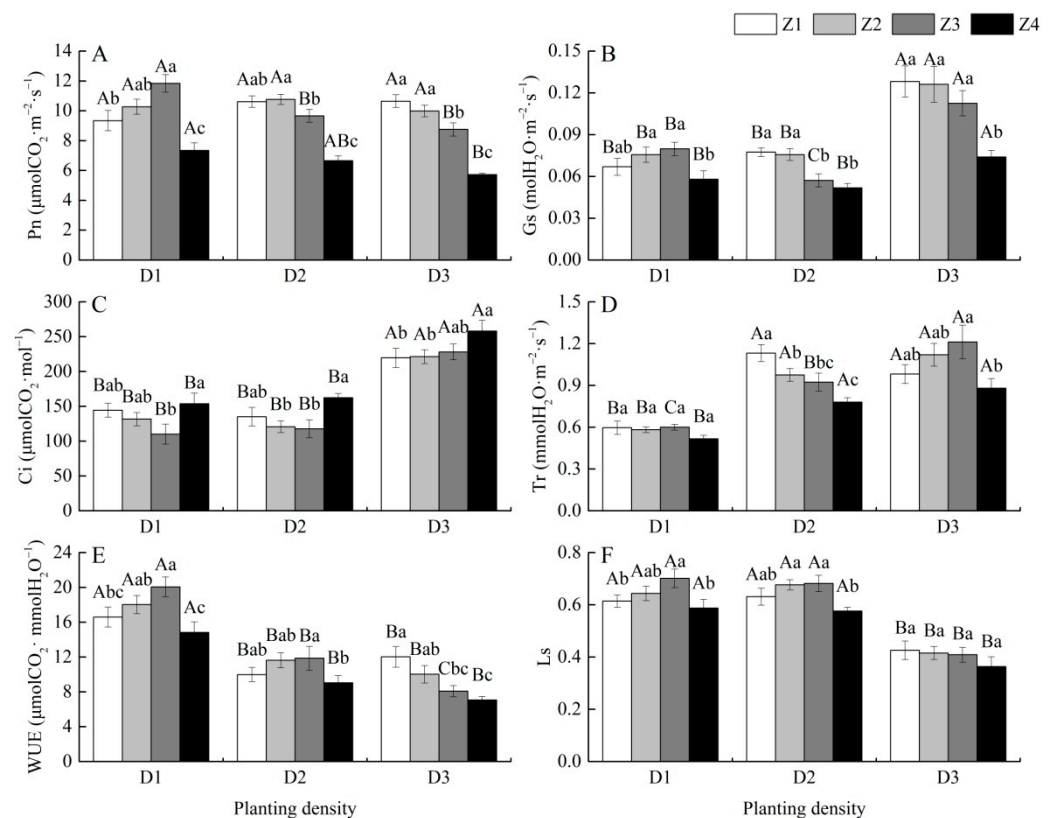 Z1 Z2 Z3 Z4
A
14
12
10
8
6
4
2
0
Pn (μmolCO₂·m⁻²·s⁻¹)
Ab Aab Aa Ac
Aab Aa Bb ABc
Aa Aa Bb Bc
D1 D2 D3
B
0.15
0.12
0.09
0.06
0.03
0.00
Gs (molH₂O·m⁻²·s⁻¹)
Bab Ba Ba Bb
Ba Ba Cb Bb
Aa Aa Aa Ab
D1 D2 D3
C
300
250
200
150
100
50
0
Ci (μmolCO₂·mol⁻¹)
Bab Bab Bb Ba
Bab Bb Bb Ba
Ab Ab Aab Aa
D1 D2 D3
D
1.5
1.2
0.9
0.6
0.3
0.0
Tr (mmolH₂O·m⁻²·s⁻¹)
Ba Ba Ca Ba
Aa Ab Bbc Ac
Aab Aab Aa Ab
D1 D2 D3
E
24
20
16
12
8
4
0
WUE (μmolCO₂· mmolH₂O⁻¹)
Abc Aab Aa Ac
Bab Bab Ba Bb
Ba Bab Cbc Bc
D1 D2 D3
Planting density
F
0.8
0.6
0.4
0.2
0.0
Ls
Ab Aab Aa Ab
Aab Aa Aa Ab
Ba Ba Ba Ba
D1 D2 D3
Planting density